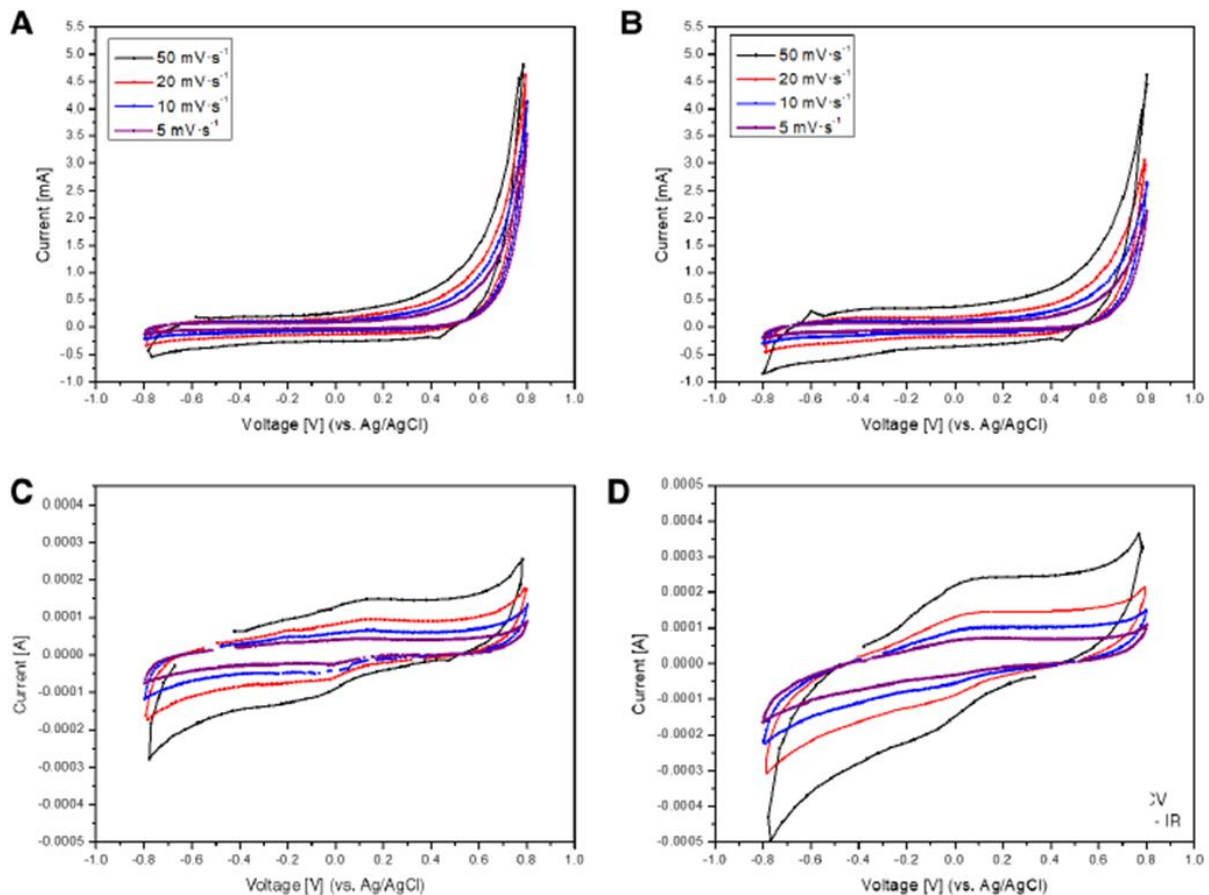 A
Current [mA]
5.5
5.0
4.5
4.0
3.5
3.0
2.5
2.0
1.5
1.0
0.5
0.0
-0.5
-1.0
50 mV·s⁻¹
20 mV·s⁻¹
10 mV·s⁻¹
5 mV·s⁻¹
-1.0 -0.8 -0.6 -0.4 -0.2 0.0 0.2 0.4 0.6 0.8 1.0
Voltage [V] (vs. Ag/AgCl)
B
Current [mA]
5.5
5.0
4.5
4.0
3.5
3.0
2.5
2.0
1.5
1.0
0.5
0.0
-0.5
-1.0
50 mV·s⁻¹
20 mV·s⁻¹
10 mV·s⁻¹
5 mV·s⁻¹
-1.0 -0.8 -0.6 -0.4 -0.2 0.0 0.2 0.4 0.6 0.8 1.0
Voltage [V] (vs. Ag/AgCl)
C
Current [A]
0.0004
0.0003
0.0002
0.0001
0.0000
-0.0001
-0.0002
-0.0003
-0.0004
-0.0005
-1.0 -0.8 -0.6 -0.4 -0.2 0.0 0.2 0.4 0.6 0.8 1.0
Voltage [V] (vs. Ag/AgCl)
D
Current [A]
0.0005
0.0004
0.0003
0.0002
0.0001
0.0000
-0.0001
-0.0002
-0.0003
-0.0004
-0.0005
- IR
-1.0 -0.8 -0.6 -0.4 -0.2 0.0 0.2 0.4 0.6 0.8 1.0
Voltage [V] (vs. Ag/AgCl)